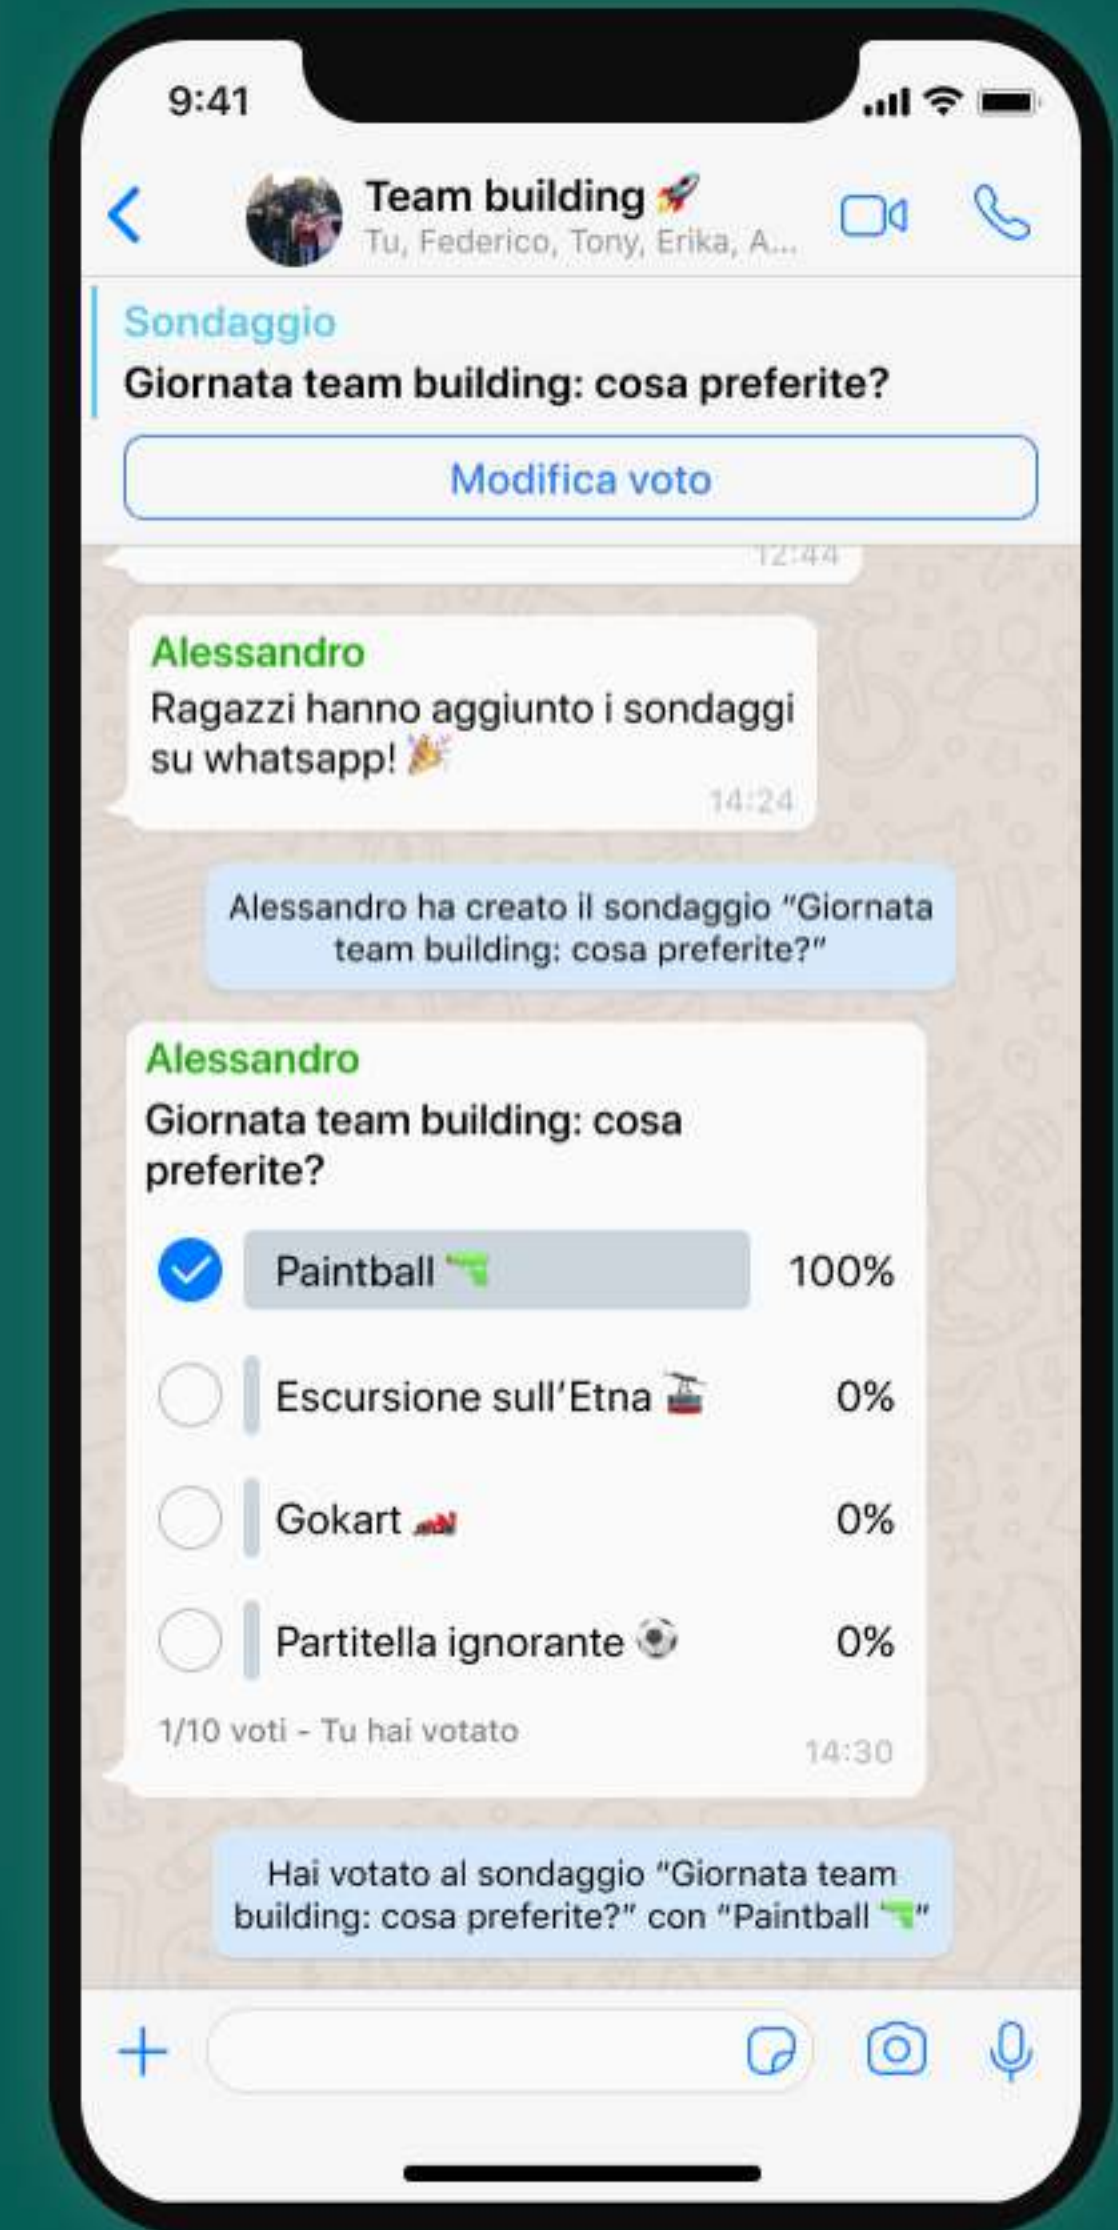 9:41
Team building 🚀
Tu, Federico, Tony, Erika, A...
Sondaggio
Giornata team building: cosa preferite?
Modifica voto
12:44
Alessandro
Ragazzi hanno aggiunto i sondaggi
su whatsapp! 🎉
14:24
Alessandro ha creato il sondaggio “Giornata
team building: cosa preferite?”
Alessandro
Giornata team building: cosa
preferite?
Paintball 🔫 100%
Escursione sull’Etna 🚡 0%
Gokart 🏎 0%
Partitella ignorante ⚽ 0%
1/10 voti - Tu hai votato
14:30
Hai votato al sondaggio “Giornata team
building: cosa preferite?” con “Paintball 🔫”